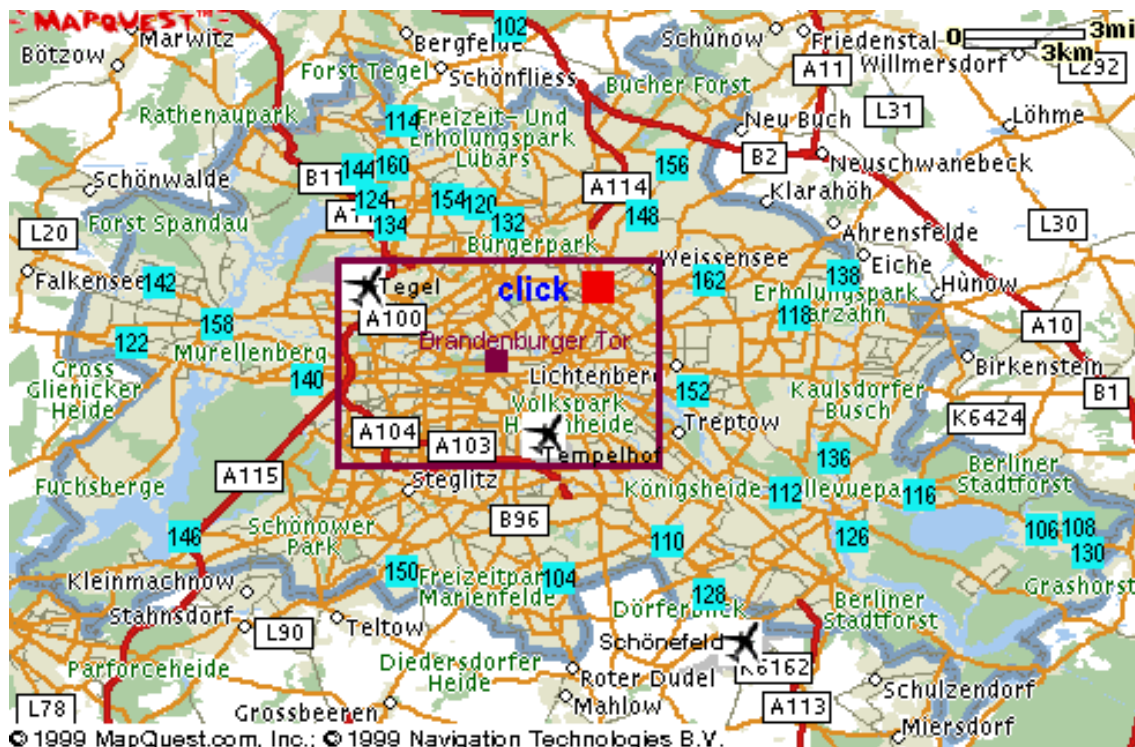 MAPQUEST™
Marwitz
Bötzow
Bergfelde
102
Schönow
Friedenstal
0 3mi
3km
Willmersdorf
L292
Forst Tegel
Schönfliess
A11
Bucher Forst
L31
Löhme
Rathenaupark
114
Freizeit- Und
Erholungspark
Lübars
Neu Buch
B2
Neuschwanebeck
144
160
156
Schönwalde
A114
Klarahöh
124
154
120
148
134
132
L30
L20
Forst Spandau
Bürgerpark
Ahrensfelde
Falkensee
142
Weissensee
162
138
Eiche
Hünow
Tegel
click
Erholungspark
118
A100
158
122
Murellenberg
Brandenburger Tor
A10
Birkenstein
Gross
Glienicker
Heide
140
Lichtenberg
152
Kaulsdorfer
Busch
B1
K6424
Volkspark
A104
A103
Treptow
Tempelhof
136
Berliner
Stadtforst
A115
Fuchsberge
Steglitz
Königsheide
112
116
B96
Schönower
Park
146
110
126
106
108
130
Kleinmachnow
150
Freizeitpark
Marienfelde
104
128
Grashorst
Stahnsdorf
L90
Teltow
Berliner
Stadtforst
Schönefeld
Parforceheide
Diedersdorfer
Heide
Roter Dudel
K6162
Schulzendorf
L78
Grossbeeren
Mahlow
A113
Miersdorf
© 1999 MapQuest.com, Inc.; © 1999 Navigation Technologies B.V.